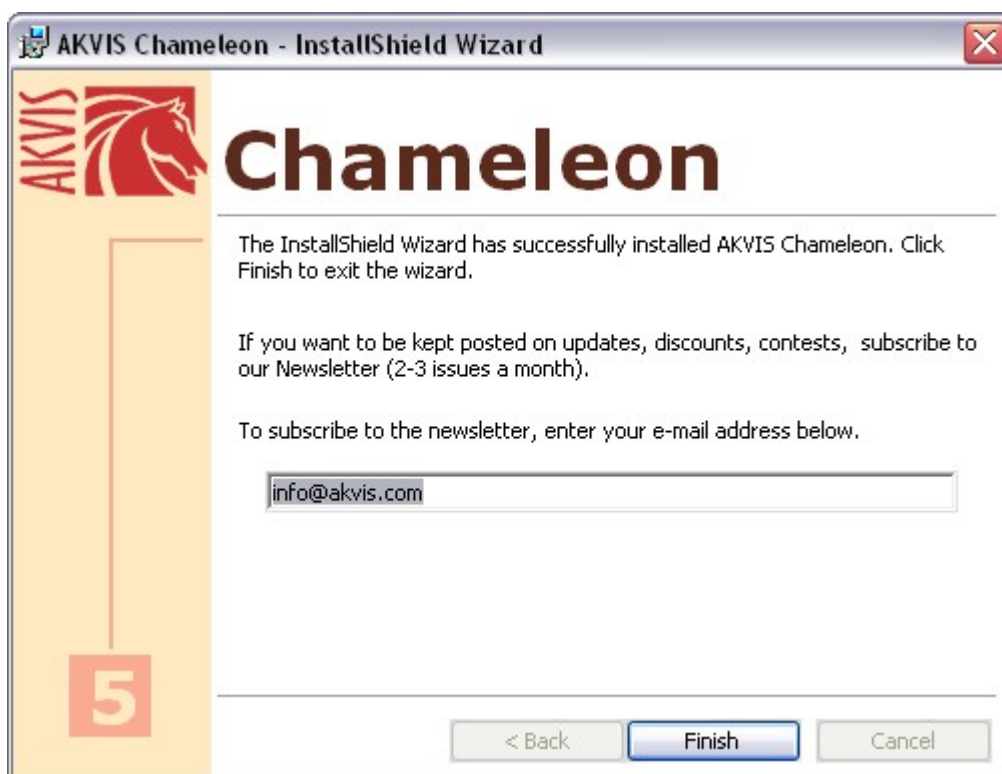 AKVIS Chameleon - InstallShield Wizard
AKVIS
Chameleon
The InstallShield Wizard has successfully installed AKVIS Chameleon. Click
Finish to exit the wizard.
If you want to be kept posted on updates, discounts, contests,  subscribe to
our Newsletter (2-3 issues a month).
To subscribe to the newsletter, enter your e-mail address below.
info@akvis.com
5
< Back
Finish
Cancel